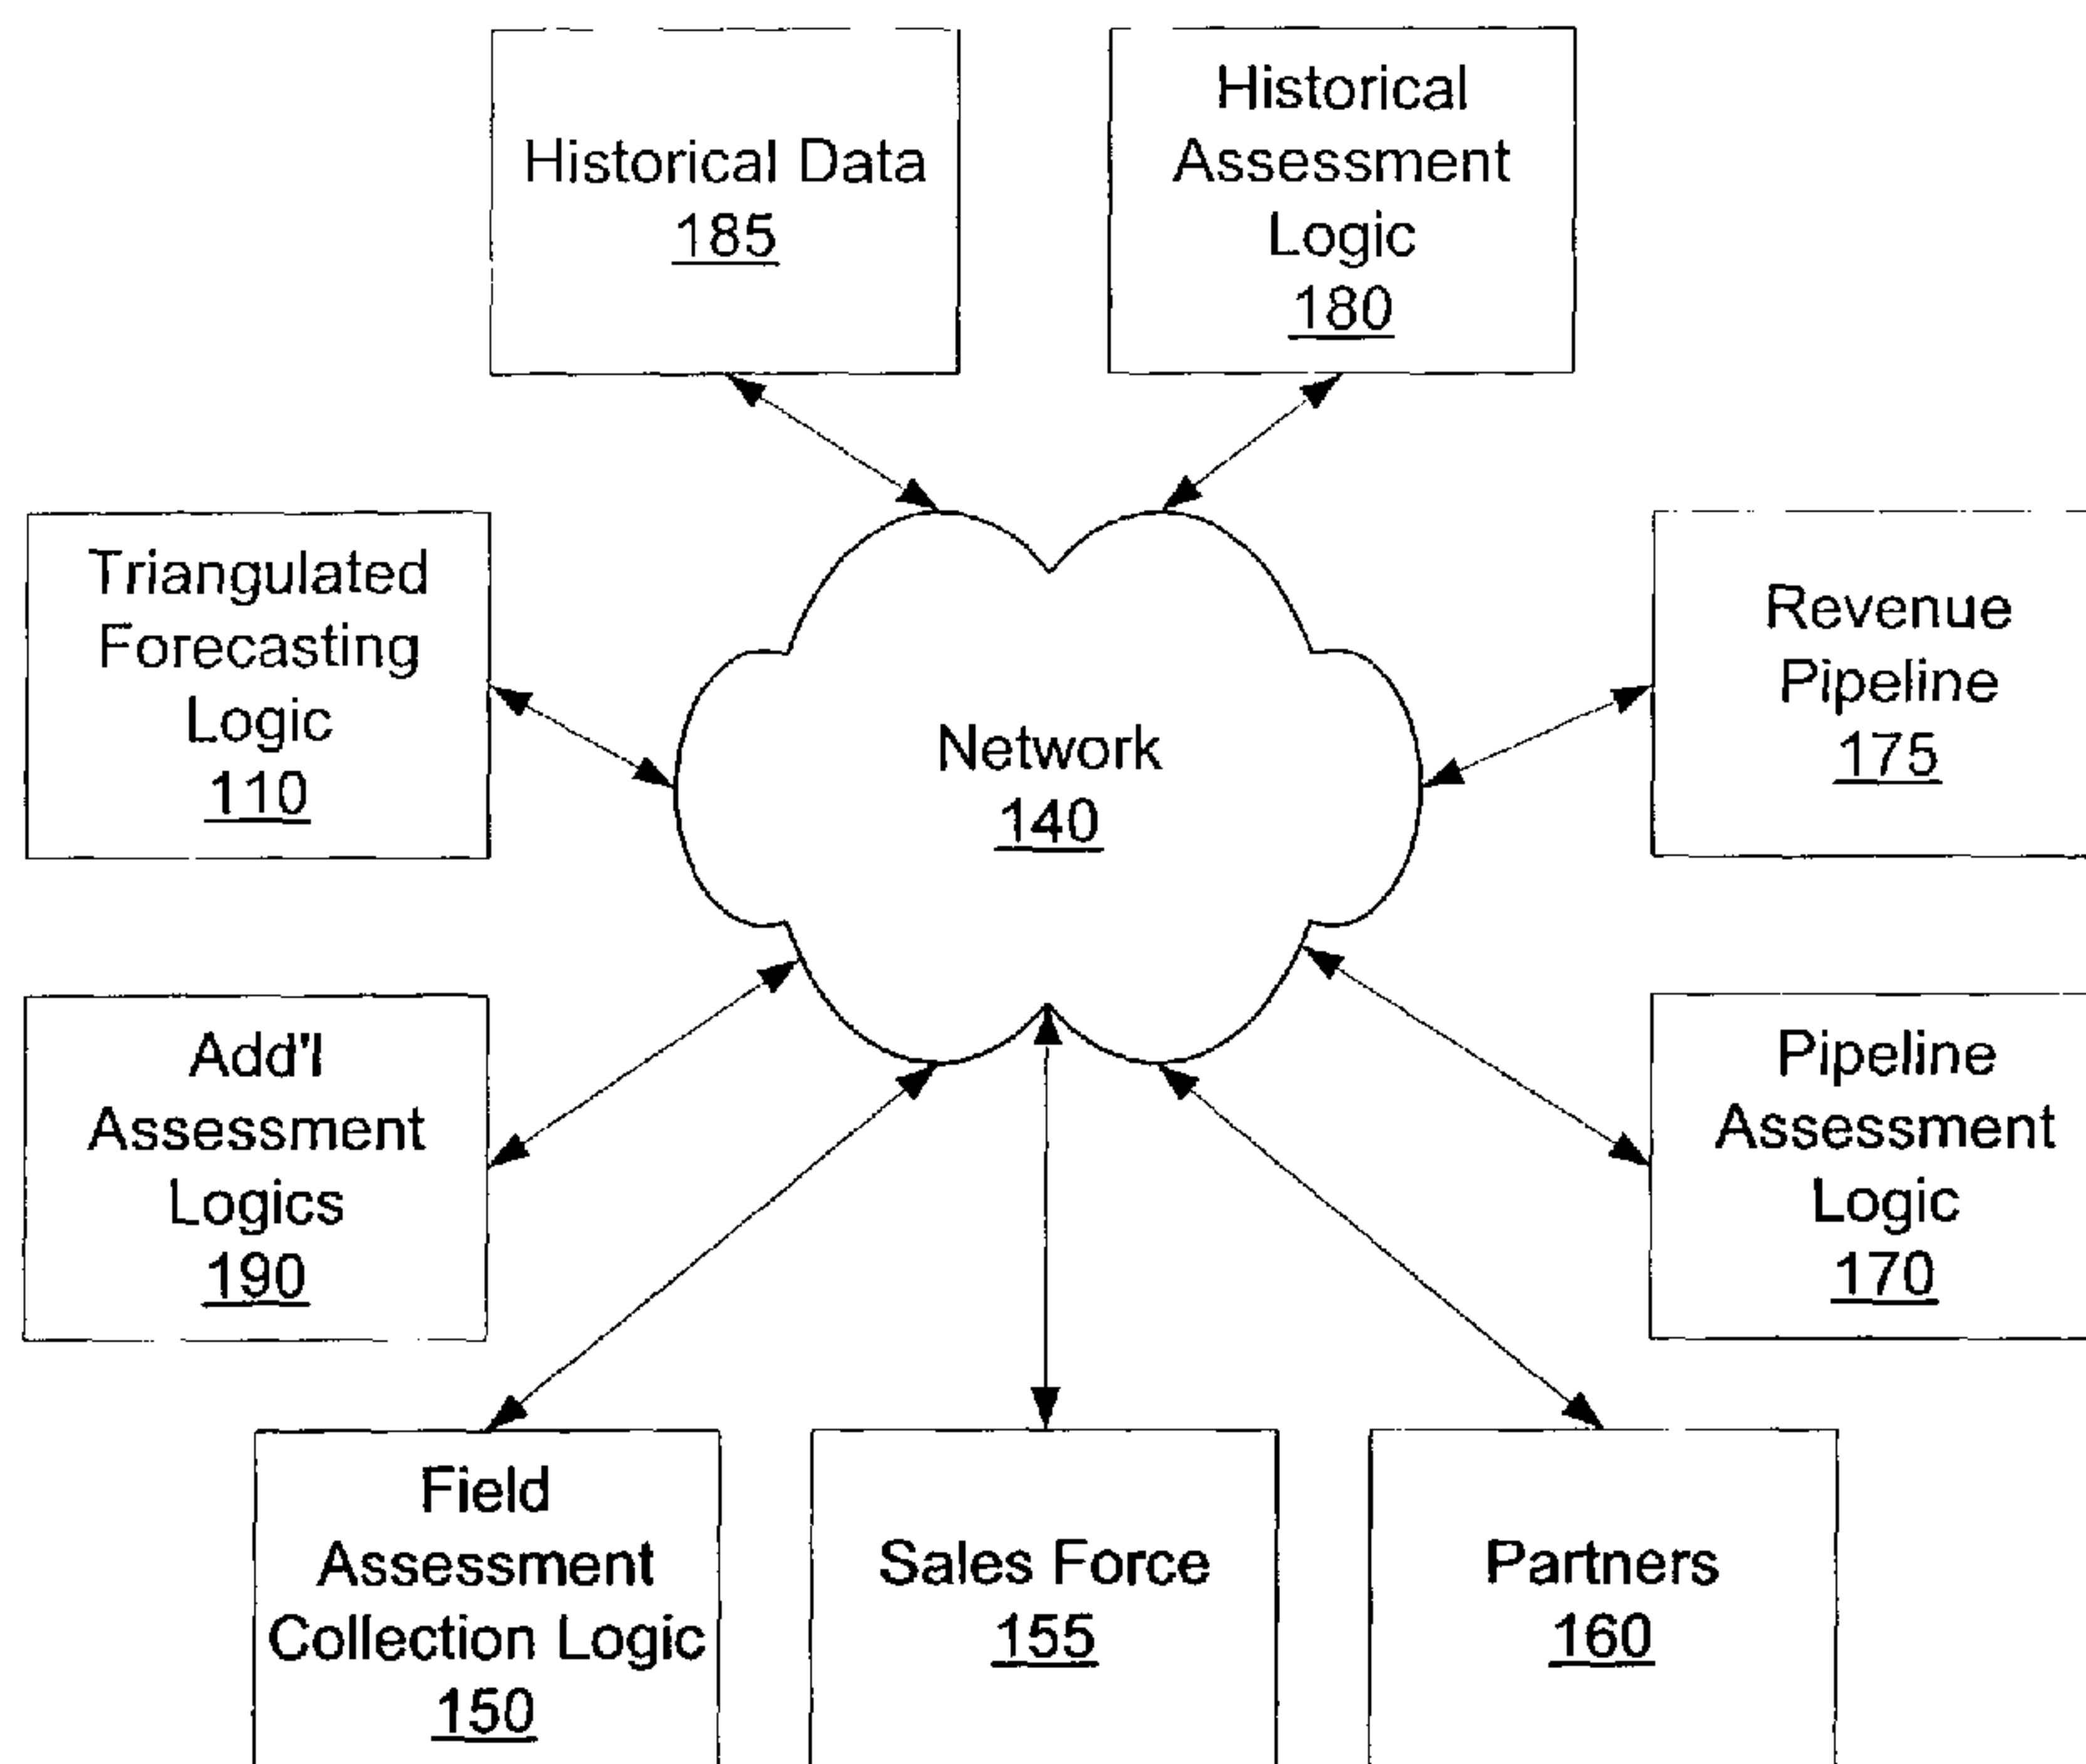 Historical Data
185
Historical
Assessment
Logic
180
Triangulated
Forecasting
Logic
110
Network
140
Revenue
Pipeline
175
Add'l
Assessment
Logics
190
Pipeline
Assessment
Logic
170
Field
Assessment
Collection Logic
150
Sales Force
155
Partners
160